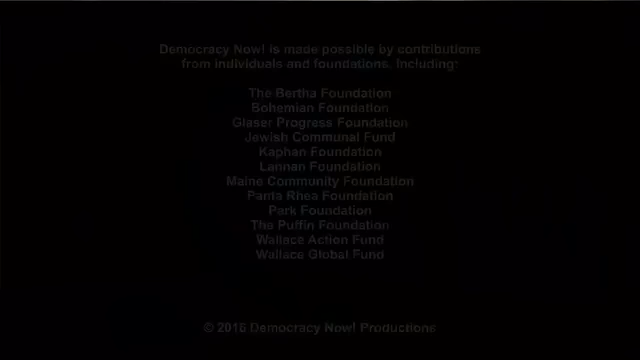 Democracy Now! is made possible by contributions
from individuals and foundations, including:
The Bertha Foundation
Bohemian Foundation
Glaser Progress Foundation
Jewish Communal Fund
Kaphan Foundation
Lannan Foundation
Maine Community Foundation
Panta Rhea Foundation
Park Foundation
The Puffin Foundation
Wallace Action Fund
Wallace Global Fund
© 2016 Democracy Now! Productions